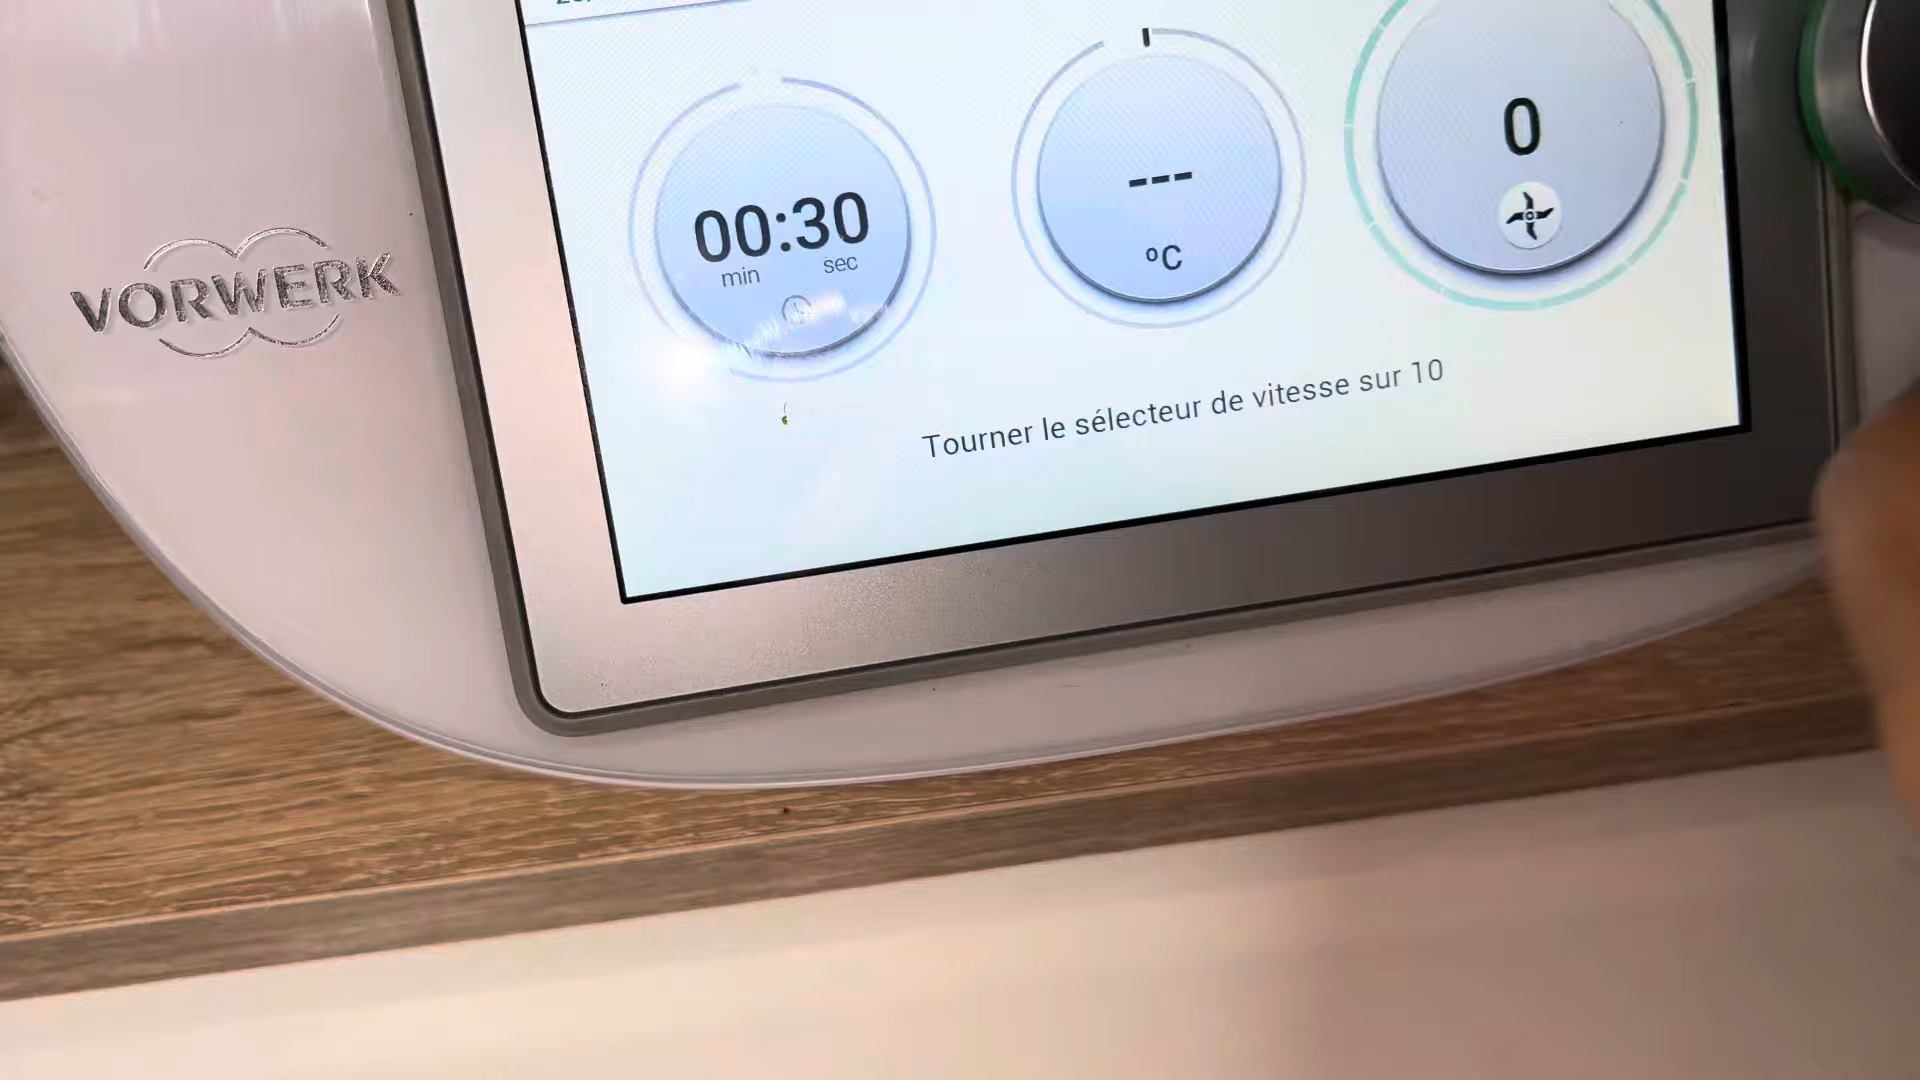 VORWERK
00:30
min sec
---
°C
0
Tourner le sélecteur de vitesse sur 10